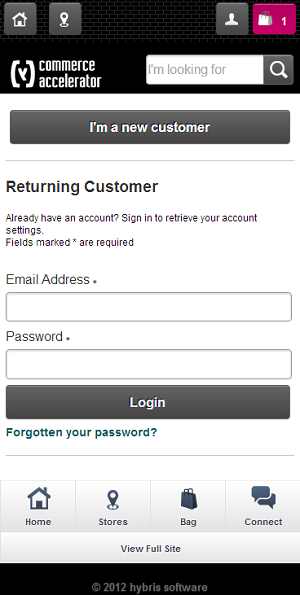 1
commerce
accelerator
I'm looking for
I'm a new customer
Returning Customer
Already have an account? Sign in to retrieve your account
settings.
Fields marked * are required
Email Address *
Password *
Login
Forgotten your password?
Home Stores Bag Connect
View Full Site
© 2012 hybris software